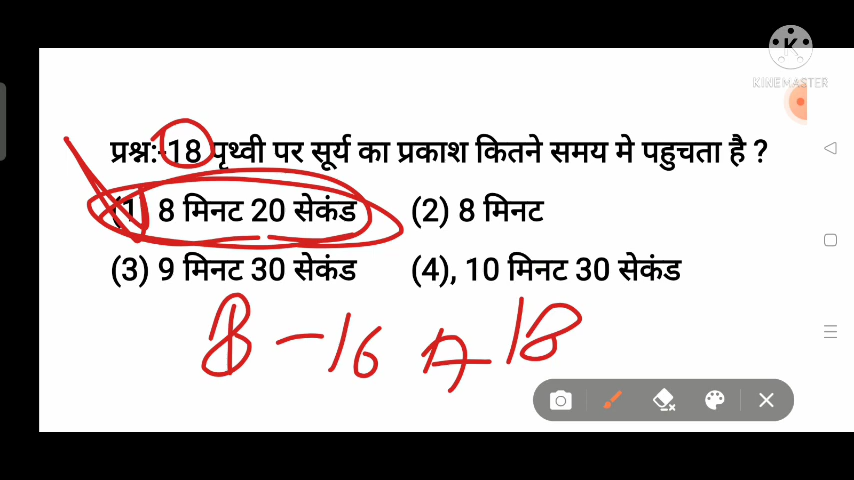 KINEMASTER
प्रश्नः-18 पृथ्वी पर सूर्य का प्रकाश कितने समय मे पहुचता है ?
(1) 8 मिनट 20 सेकंड (2) 8 मिनट
(3) 9 मिनट 30 सेकंड (4), 10 मिनट 30 सेकंड
8 - 16 A 18